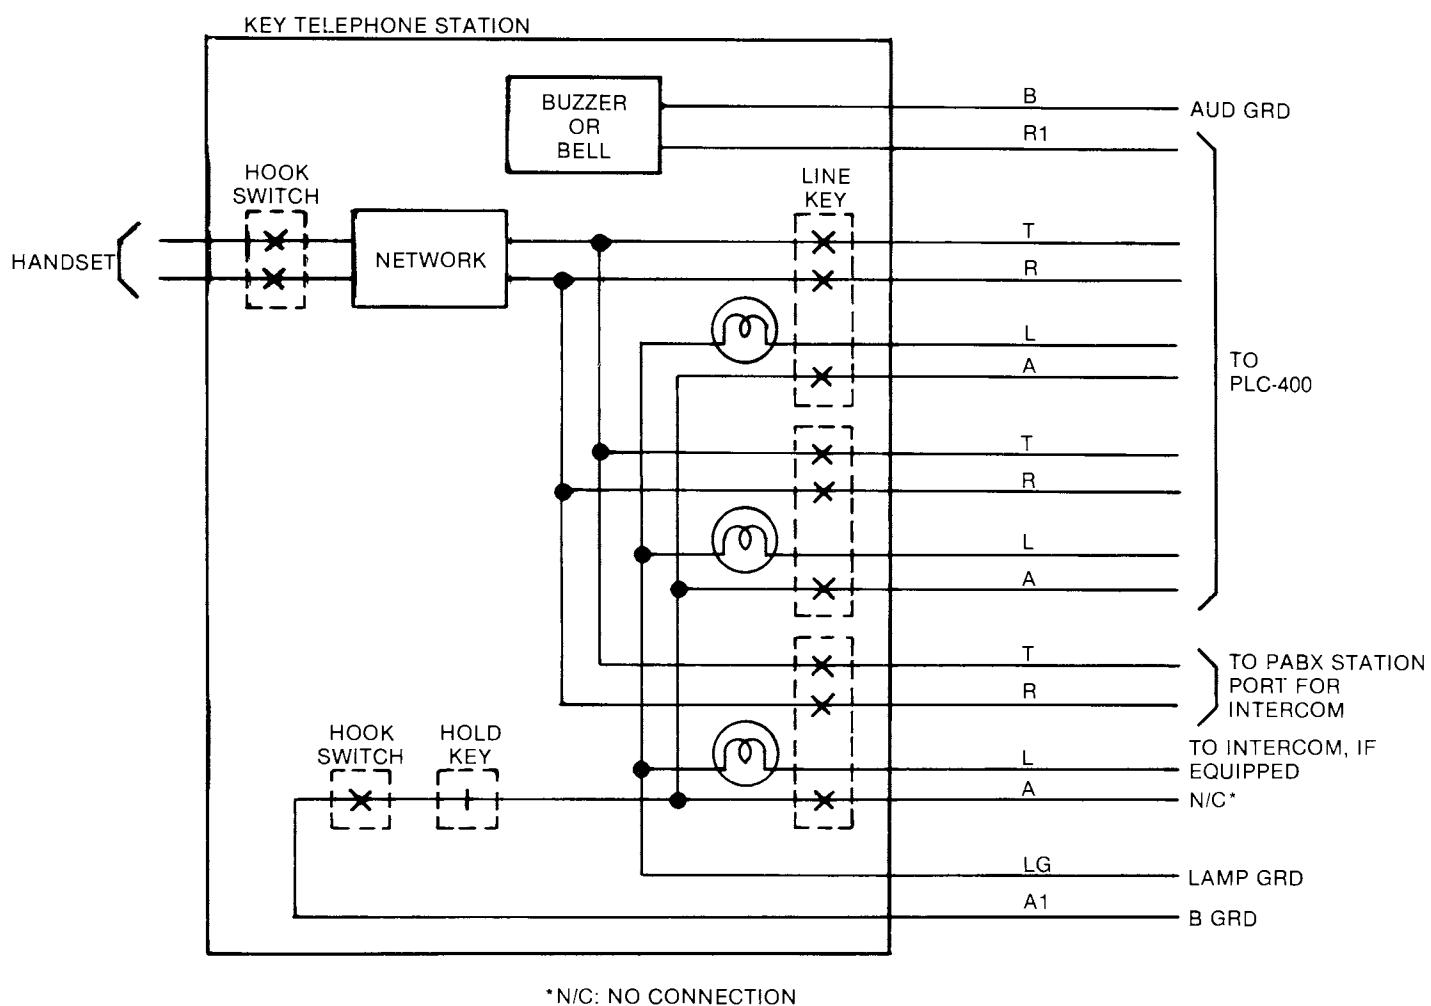 KEY TELEPHONE STATION
BUZZER
OR
BELL
B
AUD GRD
R1
HOOK
SWITCH
LINE
KEY
HANDSET
NETWORK
T
R
L
A
TO
PLC-400
T
R
L
A
T
R
TO PABX STATION
PORT FOR
INTERCOM
HOOK
SWITCH
HOLD
KEY
L
TO INTERCOM, IF
EQUIPPED
A
N/C*
LG
LAMP GRD
A1
B GRD
*N/C: NO CONNECTION